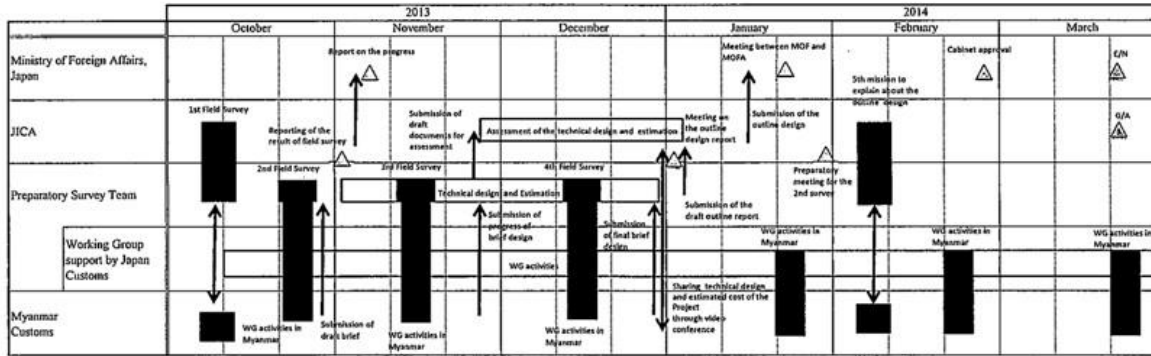 2013
2014
October
November
December
January
February
March
Ministry of Foreign Affairs,
Japan
Report on the progress
Meeting between MOF and
MOFA
5th mission to
explain about the
outline design
Cabinet approval
E/N
JICA
1st Field Survey
Reporting of the
result of field survey
Submission of
draft
documents for
assessment
Assessment of the technical design and estimation
Meeting on
the outline
design report
Submission of the
outline design
G/A
Preparatory Survey Team
2nd Field Survey
3rd Field Survey
4th Field Survey
Technical design and Estimation
Preparatory
meeting for the
2nd survey
Submission of
progress of
brief design
Submission
of final brief
design
Submission of the
draft outline report
Working Group
support by Japan
Customs
WG activities
WG activities in
Myanmar
WG activities in
Myanmar
WG activities in
Myanmar
Myanmar
Customs
WG activities in
Myanmar
Submission of
draft brief
WG activities in
Myanmar
WG activities in
Myanmar
Sharing technical design
and estimated cost of the
Project
through video
conference